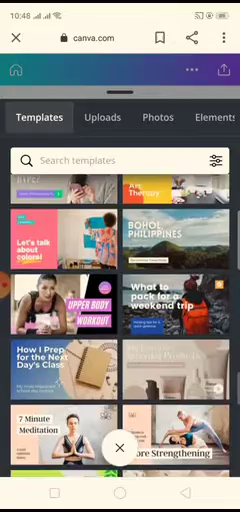 10:48
canva.com
Templates Uploads Photos Elements
Search templates
Art
Therapy
Let's talk
about
colors!
BOHOL,
PHILIPPINES
UPPER BODY
WORKOUT
What to
pack for a
weekend trip
How I Prep
for the Next
Day's Class
7 Minute
Meditation
Core Strengthening